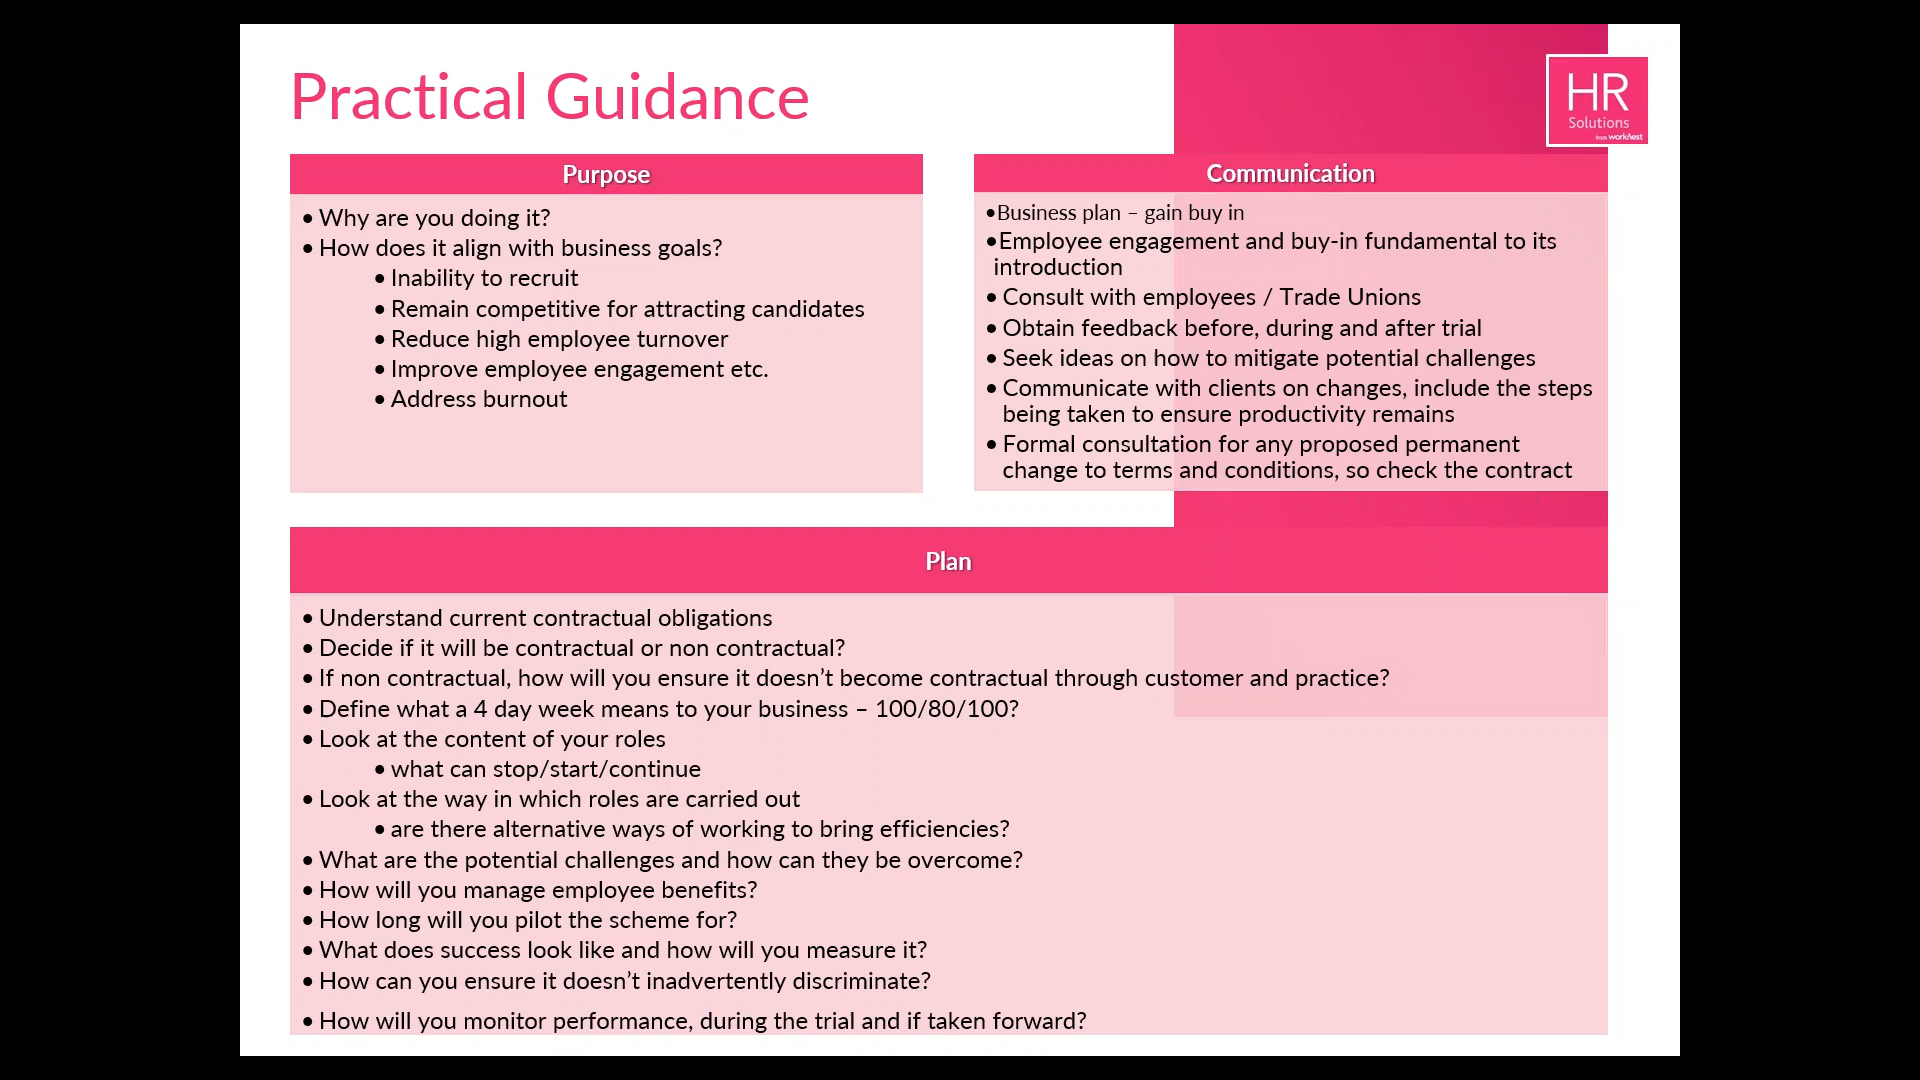 Practical Guidance
HR
Solutions
from worknest
Purpose
• Why are you doing it?
• How does it align with business goals?
• Inability to recruit
• Remain competitive for attracting candidates
• Reduce high employee turnover
• Improve employee engagement etc.
• Address burnout
Communication
•Business plan – gain buy in
•Employee engagement and buy-in fundamental to its
introduction
• Consult with employees / Trade Unions
• Obtain feedback before, during and after trial
• Seek ideas on how to mitigate potential challenges
• Communicate with clients on changes, include the steps
being taken to ensure productivity remains
• Formal consultation for any proposed permanent
change to terms and conditions, so check the contract
Plan
• Understand current contractual obligations
• Decide if it will be contractual or non contractual?
• If non contractual, how will you ensure it doesn’t become contractual through customer and practice?
• Define what a 4 day week means to your business – 100/80/100?
• Look at the content of your roles
• what can stop/start/continue
• Look at the way in which roles are carried out
• are there alternative ways of working to bring efficiencies?
• What are the potential challenges and how can they be overcome?
• How will you manage employee benefits?
• How long will you pilot the scheme for?
• What does success look like and how will you measure it?
• How can you ensure it doesn’t inadvertently discriminate?
• How will you monitor performance, during the trial and if taken forward?